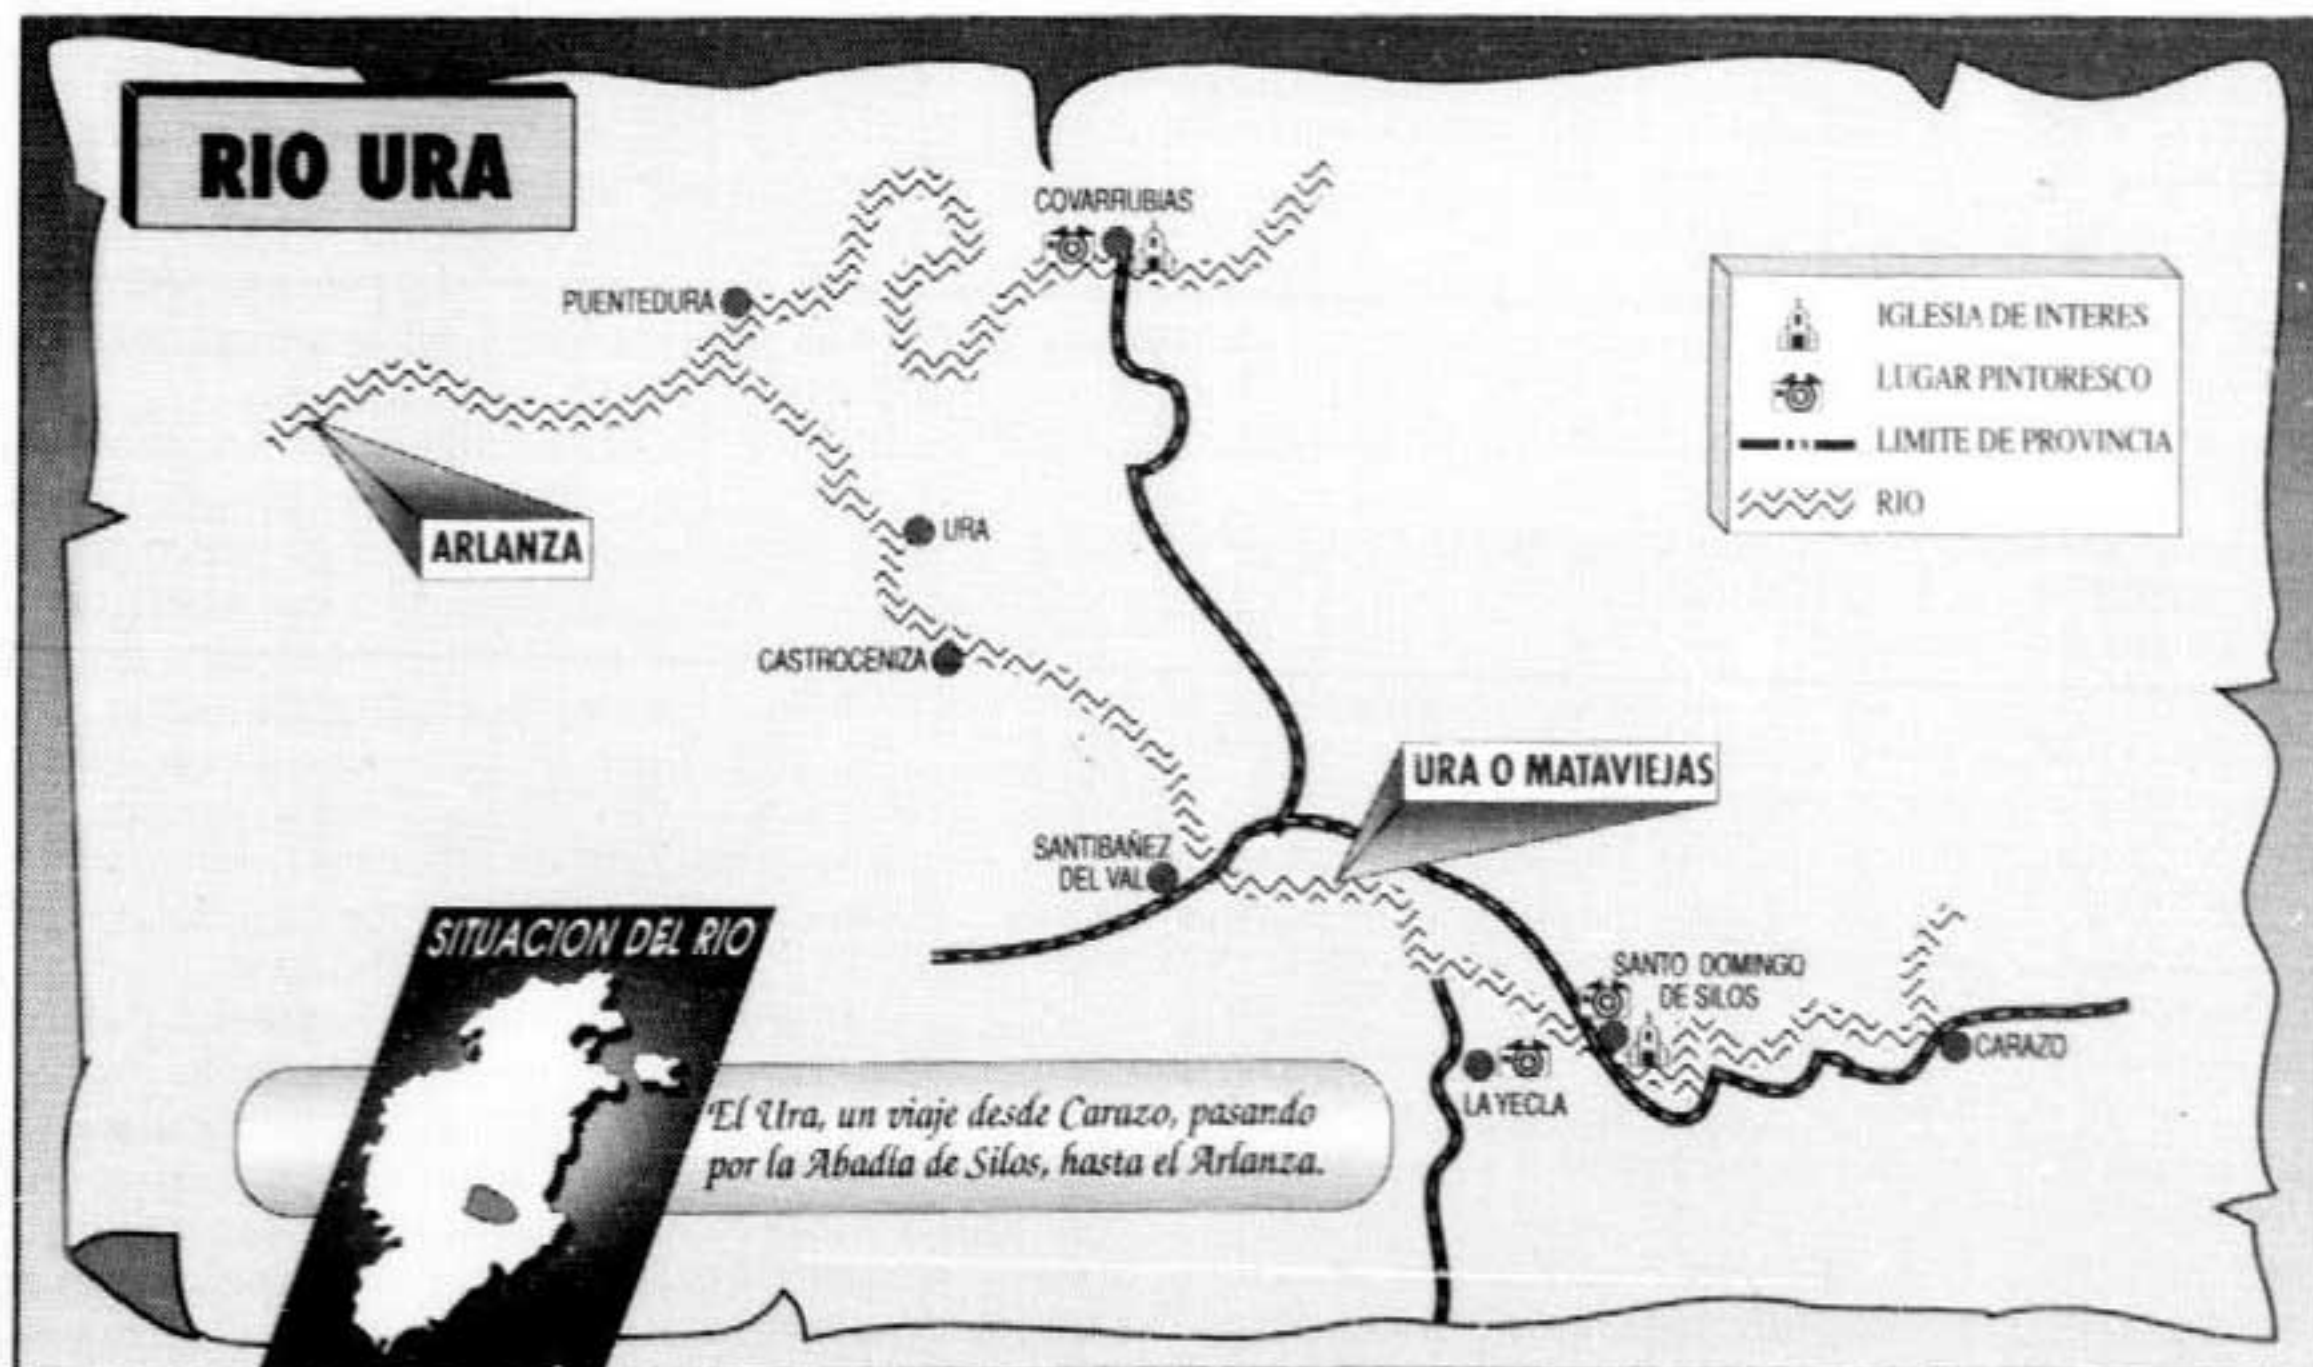 RIO URA
COVARRUBIAS
PUENTEDURA
IGLESIA DE INTERES
LUGAR PINTORESCO
LIMITE DE PROVINCIA
RIO
ARLANZA
URA
CASTROCENIZA
URA O MATAVIEJAS
SANTIBAÑEZ
DEL VAL
SITUACION DEL RIO
SANTO DOMINGO
DE SILOS
CARAZO
LA YECLA
El Ura, un viaje desde Carazo, pasando
por la Abadía de Silos, hasta el Arlanza.